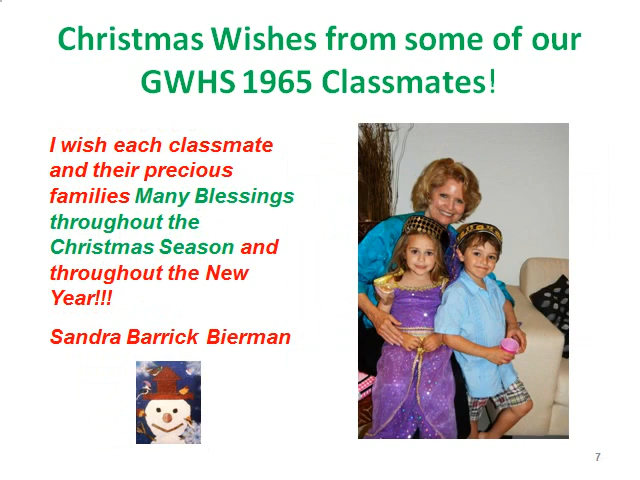 Christmas Wishes from some of our
GWHS 1965 Classmates!
I wish each classmate
and their precious
families Many Blessings
throughout the
Christmas Season and
throughout the New
Year!!!
Sandra Barrick Bierman
7